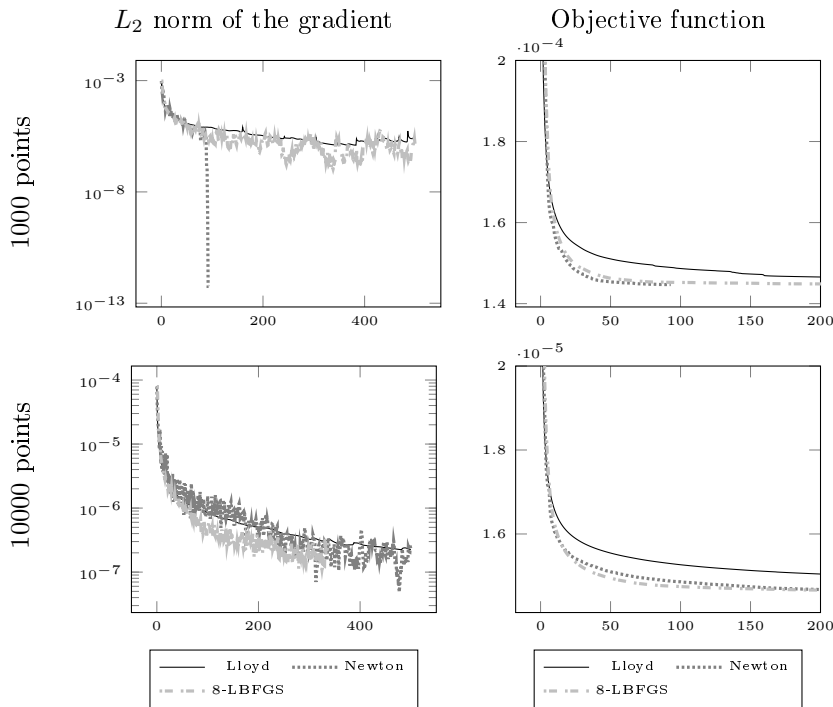 L₂ norm of the gradient
Objective function
1000 points
10⁻³
10⁻⁸
10⁻¹³
0 200 400
·10⁻⁴
2
1.8
1.6
1.4
0 50 100 150 200
10000 points
10⁻⁴
10⁻⁵
10⁻⁶
10⁻⁷
0 200 400
·10⁻⁵
2
1.8
1.6
0 50 100 150 200
Lloyd Newton
8-LBFGS
Lloyd Newton
8-LBFGS